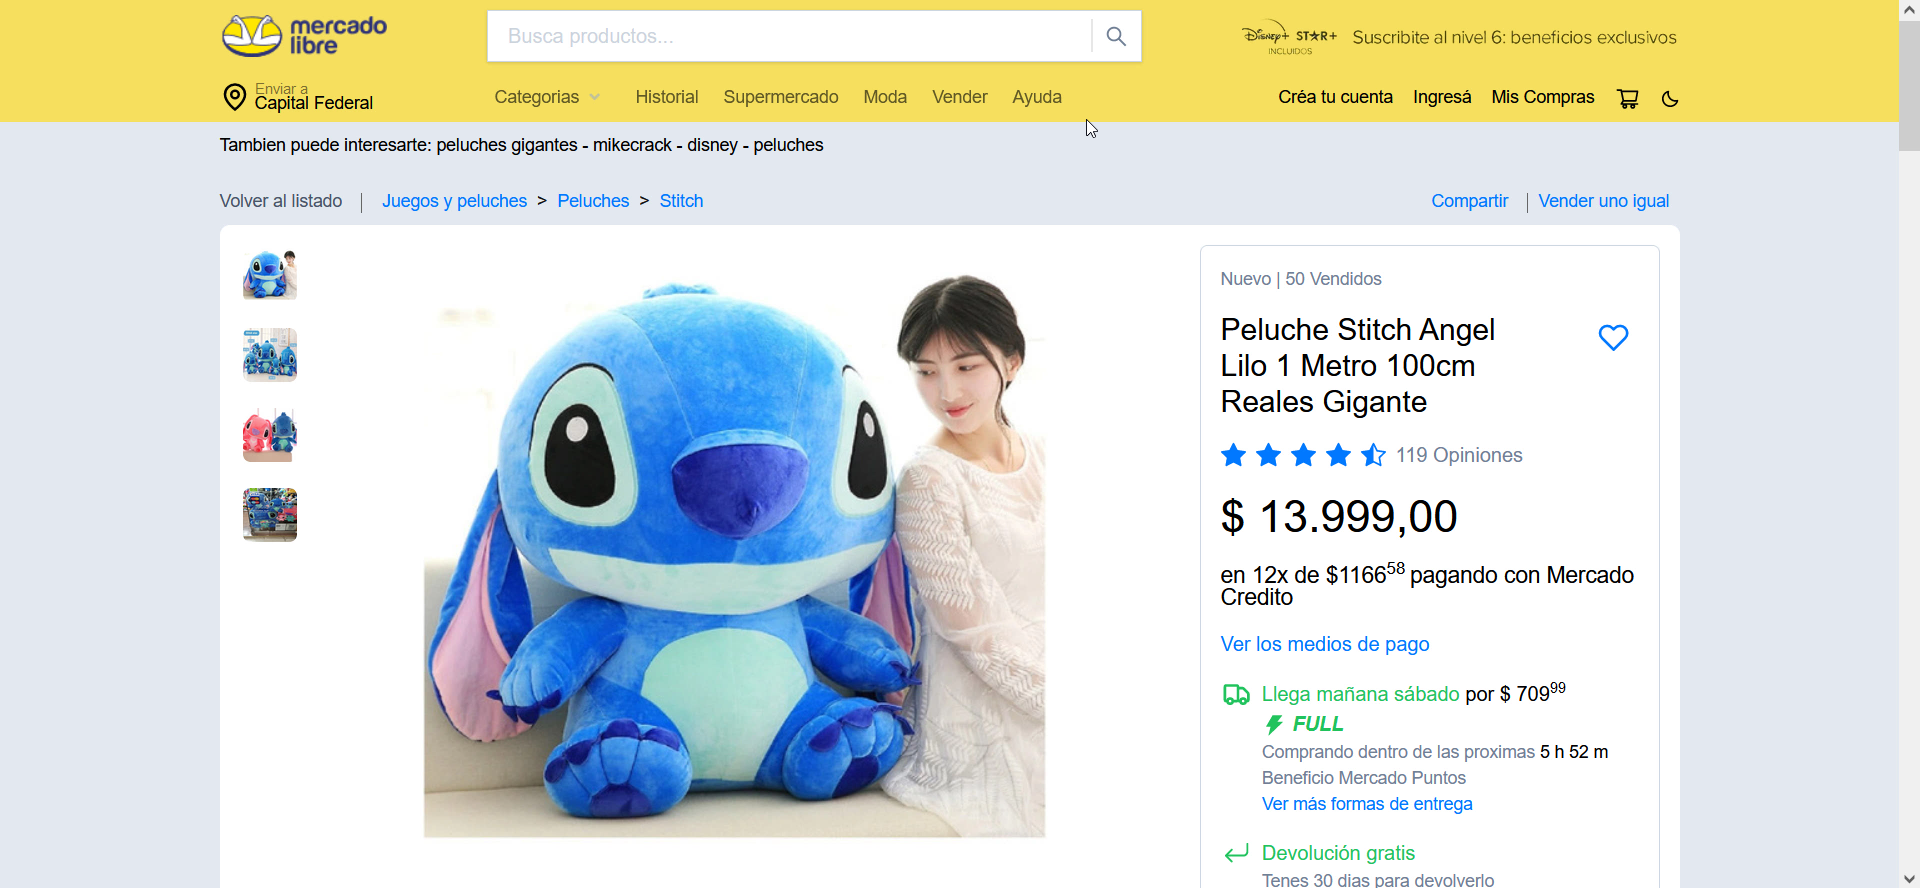 mercado
libre
Busca productos...
Disney+ STAR+
INCLUIDOS
Suscribite al nivel 6: beneficios exclusivos
Enviar a
Capital Federal
Categorias
Historial
Supermercado
Moda
Vender
Ayuda
Créa tu cuenta
Ingresá
Mis Compras
Tambien puede interesarte: peluches gigantes - mikecrack - disney - peluches
Volver al listado
Juegos y peluches > Peluches > Stitch
Compartir
Vender uno igual
Nuevo | 50 Vendidos
Peluche Stitch Angel
Lilo 1 Metro 100cm
Reales Gigante
119 Opiniones
$ 13.999,00
en 12x de $116658 pagando con Mercado
Credito
Ver los medios de pago
Llega mañana sábado por $ 70999
FULL
Comprando dentro de las proximas 5 h 52 m
Beneficio Mercado Puntos
Ver más formas de entrega
Devolución gratis
Tenes 30 dias para devolverlo